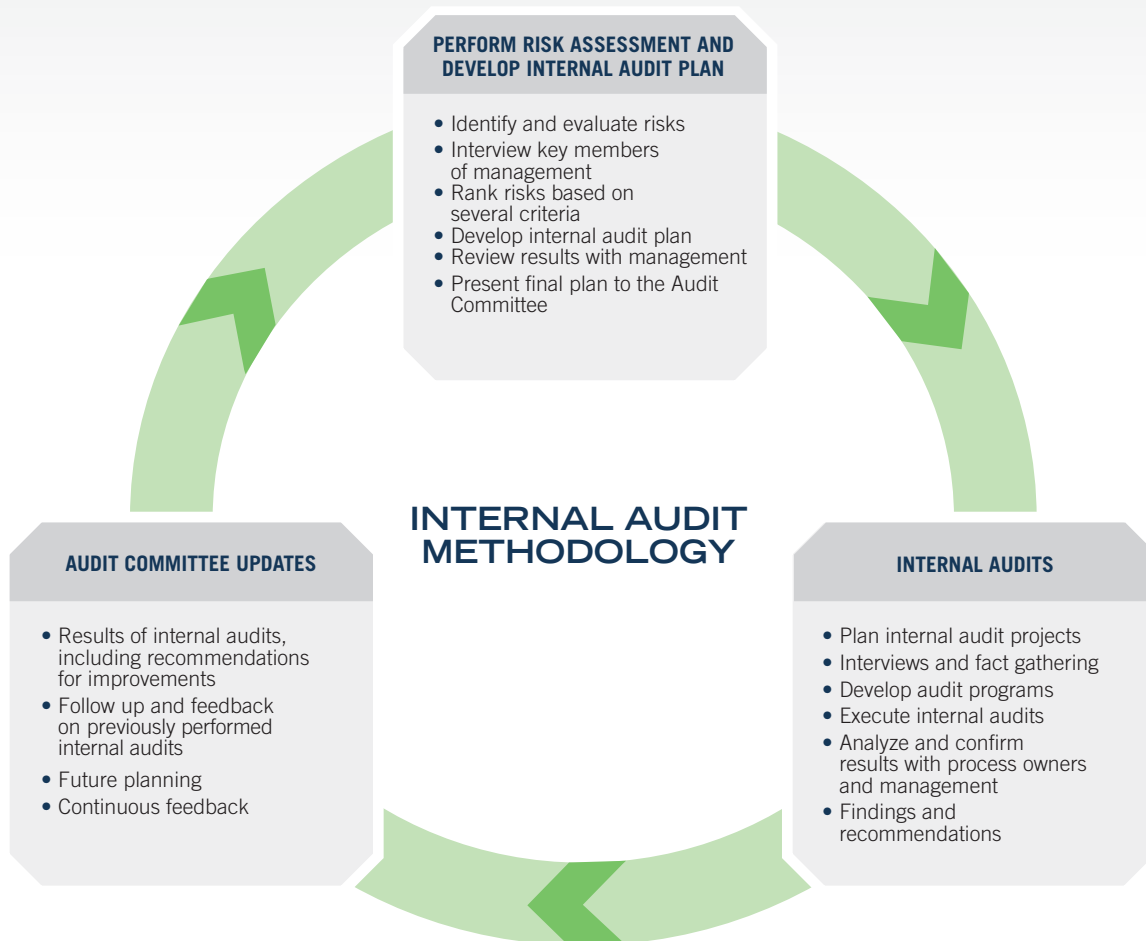 PERFORM RISK ASSESSMENT AND
DEVELOP INTERNAL AUDIT PLAN
• Identify and evaluate risks
• Interview key members
of management
• Rank risks based on
several criteria
• Develop internal audit plan
• Review results with management
• Present final plan to the Audit
Committee
INTERNAL AUDIT
METHODOLOGY
AUDIT COMMITTEE UPDATES
• Results of internal audits,
including recommendations
for improvements
• Follow up and feedback
on previously performed
internal audits
• Future planning
• Continuous feedback
INTERNAL AUDITS
• Plan internal audit projects
• Interviews and fact gathering
• Develop audit programs
• Execute internal audits
• Analyze and confirm
results with process owners
and management
• Findings and
recommendations